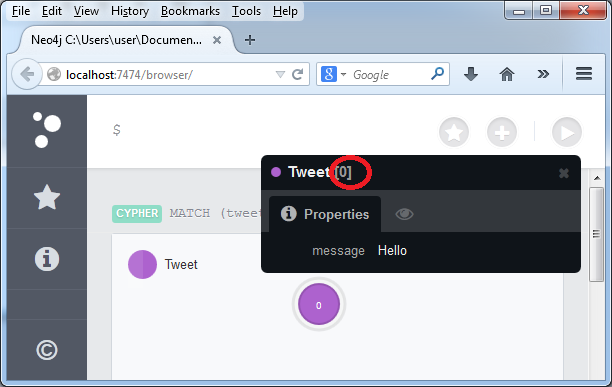 File Edit View History Bookmarks Tools Help
Neo4j C:\Users\user\Documen...
localhost:7474/browser/
Google
$
Tweet [0]
Properties
CYPHER MATCH (tweet
message Hello
Tweet
0